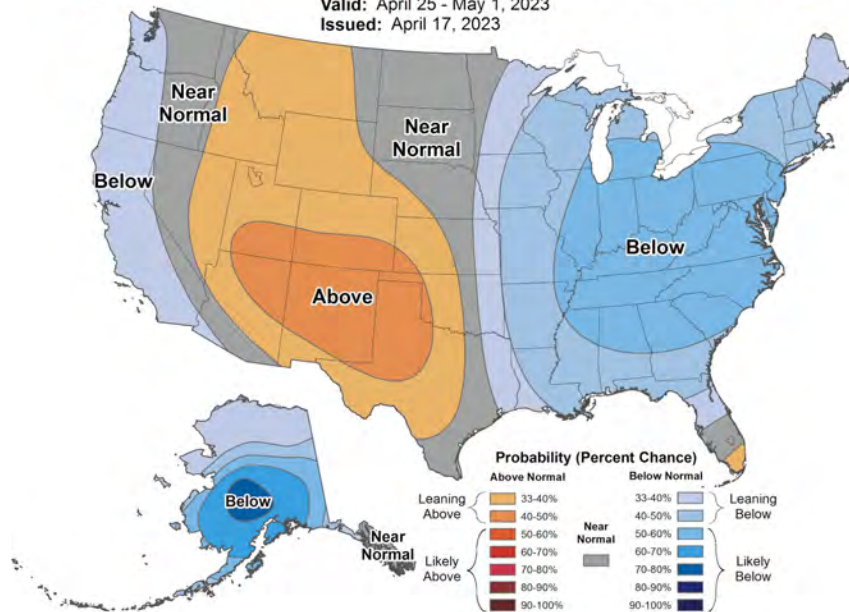 Valid: April 25 - May 1, 2023
Issued: April 17, 2023
Near
Normal
Near
Normal
Below
Below
Above
Below
Near
Normal
Probability (Percent Chance)
Above Normal
Below Normal
Leaning
Above
33-40%
40-50%
Likely
Above
50-60%
60-70%
70-80%
80-90%
90-100%
Near
Normal
33-40%
40-50%
Leaning
Below
50-60%
60-70%
70-80%
80-90%
90-100%
Likely
Below